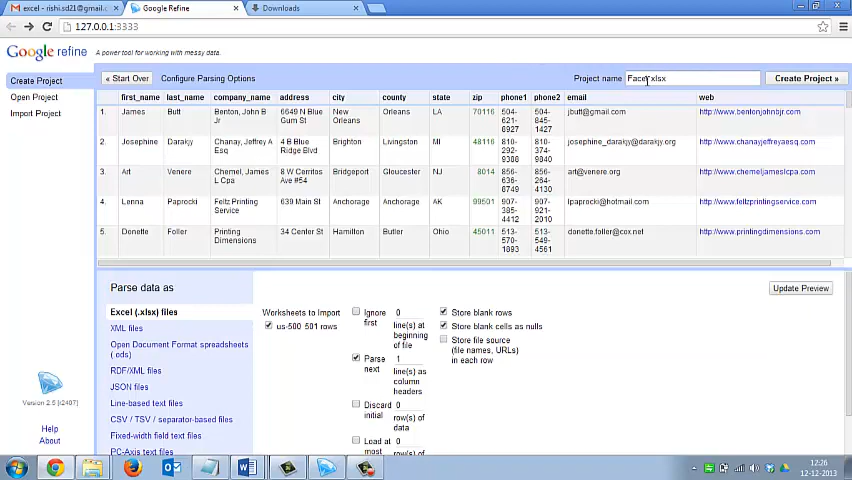 excel - rishi.sd21@gmail.c
Google Refine
Downloads
127.0.0.1:3333
Google refine A power tool for working with messy data.
Create Project
Open Project
Import Project
« Start Over Configure Parsing Options Project name Create Project »
first_name last_name company_name address city county state zip phone1 phone2 email web
1. James Butt Benton, John B Jr 6649 N Blue Gum St New Orleans Orleans LA 70116 504-621-8927 504-845-1427 jbutt@gmail.com http://www.bentonjohnbjr.com
2. Josephine Darakjy Chanay, Jeffrey A Esq 4 B Blue Ridge Blvd Brighton Livingston MI 48116 810-292-9388 810-374-9840 josephine_darakjy@darakjy.org http://www.chanayjeffreyaesq.com
3. Art Venere Chemel, James L Cpa 8 W Cerritos Ave #54 Bridgeport Gloucester NJ 8014 856-636-8749 856-264-4130 art@venere.org http://www.chemeljameslcpa.com
4. Lenna Paprocki Feltz Printing Service 639 Main St Anchorage Anchorage AK 99501 907-385-4412 907-921-2010 lpaprocki@hotmail.com http://www.feltzprintingservice.com
5. Donette Foller Printing Dimensions 34 Center St Hamilton Butler Ohio 45011 513-570-1893 513-549-4561 donette.foller@cox.net http://www.printingdimensions.com
Parse data as
Excel (.xlsx) files
XML files
Open Document Format spreadsheets (.ods)
RDF/XML files
JSON files
Line-based text files
CSV / TSV / separator-based files
Fixed-width field text files
PC-Axis text files
Update Preview
Worksheets to Import
us-500 501 rows
Ignore first 0 line(s) at beginning of file
Parse next 1 line(s) as column headers
Discard initial 0 row(s) of data
Load at most 0 row(s) of
Store blank rows
Store blank cells as nulls
Store file source (file names, URLs) in each row
Version 2.5 [r2407]
Help
About
12:26
12-12-2013